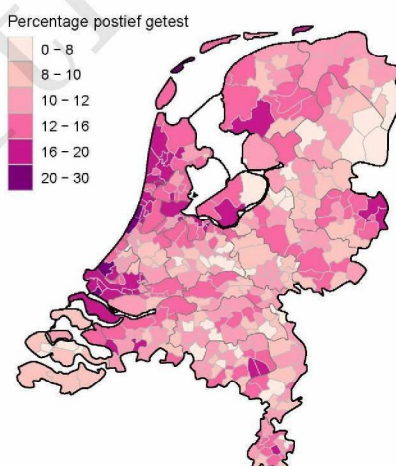 Percentage postief getest
0 – 8
8 – 10
10 – 12
12 – 16
16 – 20
20 – 30